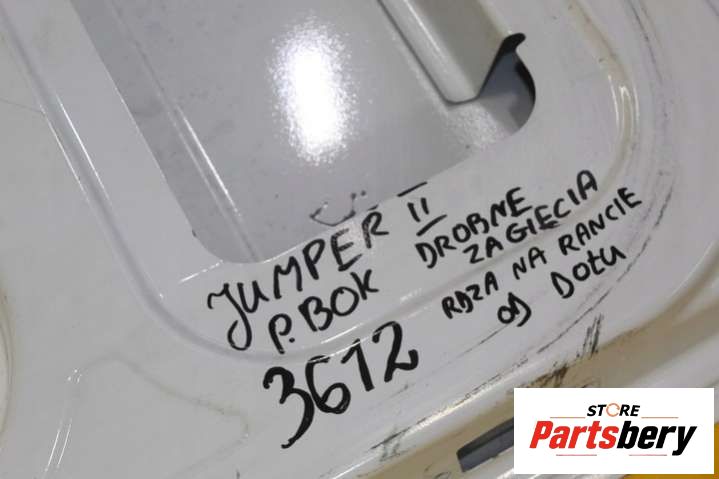 JUMPER II
P.BOK
3612
DROBNE
ZAGIĘCIA
RDZA NA RANCIE
OD DOŁU
STORE
Partsbery